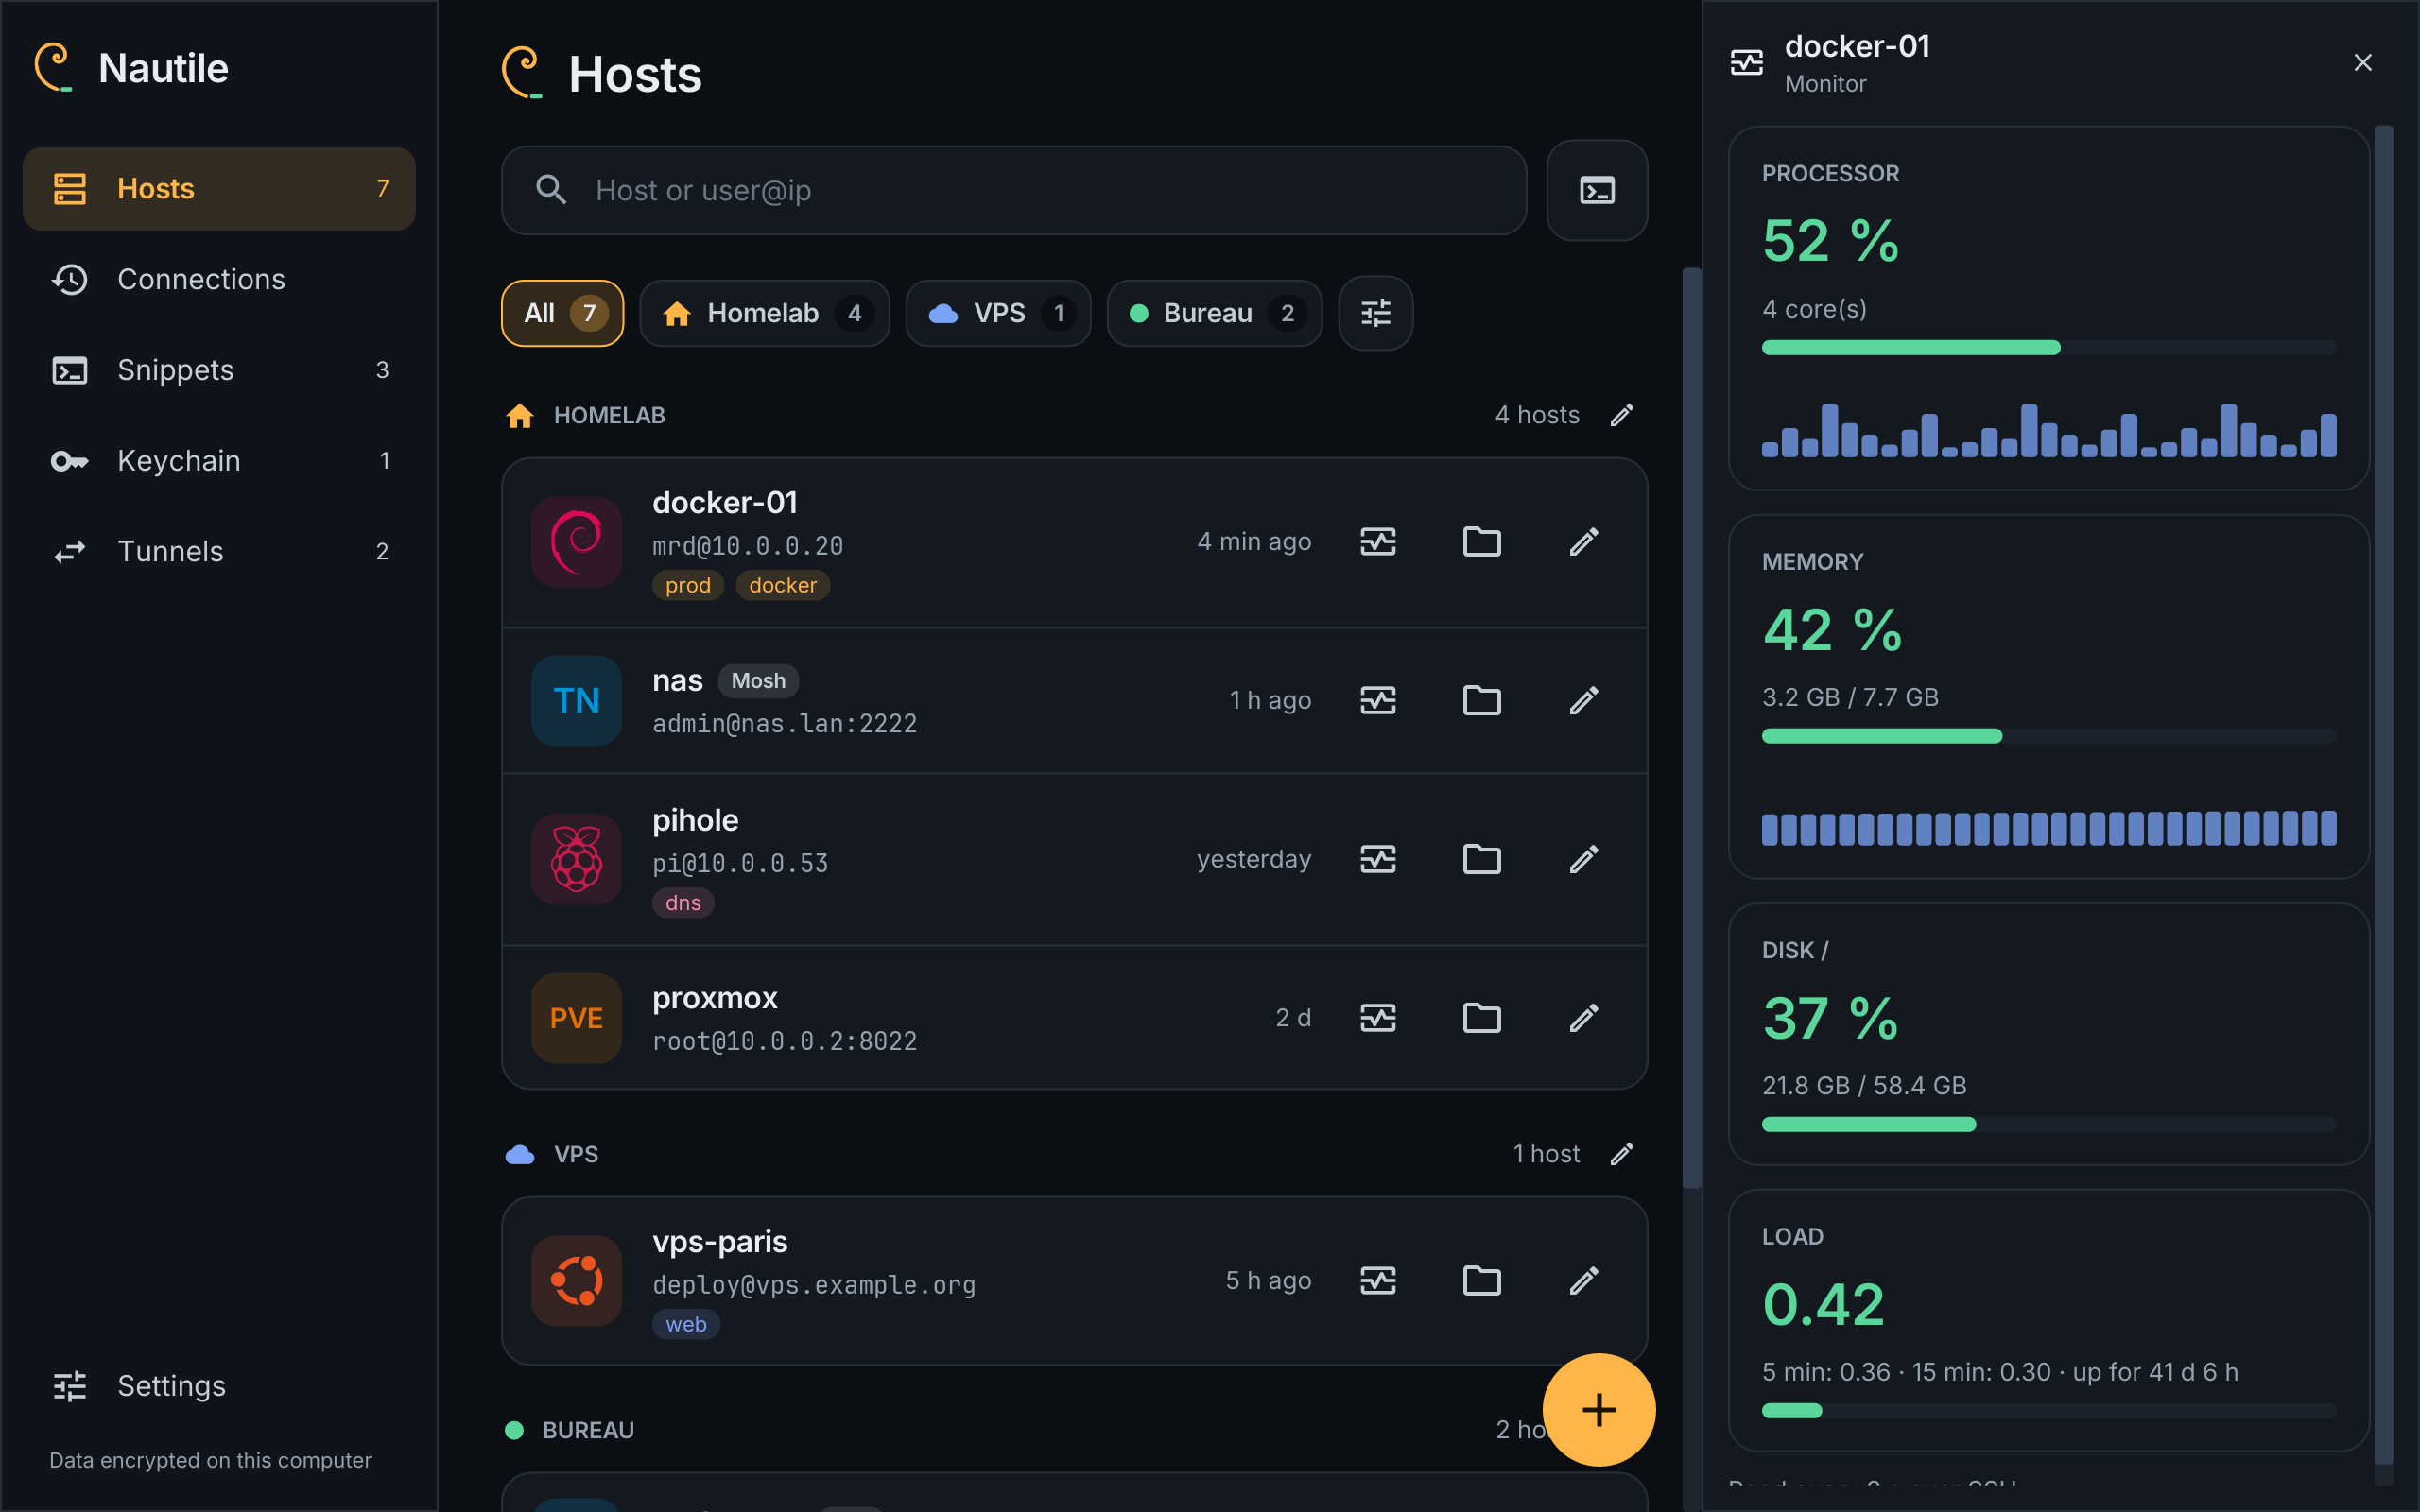 Nautile
Hosts 7
Connections
Snippets 3
Keychain 1
Tunnels 2
Settings
Data encrypted on this computer
Hosts
Host or user@ip
All 7 Homelab 4 VPS 1 Bureau 2
HOMELAB 4 hosts
docker-01
mrd@10.0.0.20
prod docker
4 min ago
TN
nas Mosh
admin@nas.lan:2222
1 h ago
pihole
pi@10.0.0.53
dns
yesterday
PVE
proxmox
root@10.0.0.2:8022
2 d
VPS 1 host
vps-paris
deploy@vps.example.org
web
5 h ago
BUREAU 2
docker-01
Monitor
PROCESSOR
52 %
4 core(s)
MEMORY
42 %
3.2 GB / 7.7 GB
DISK /
37 %
21.8 GB / 58.4 GB
LOAD
0.42
5 min: 0.36 · 15 min: 0.30 · up for 41 d 6 h